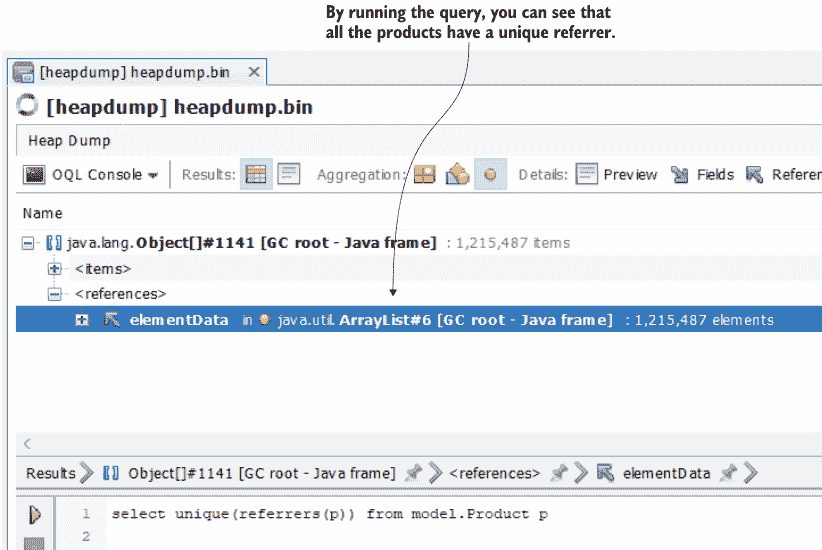 By running the query, you can see that
all the products have a unique referrer.
[heapdump] heapdump.bin
[heapdump] heapdump.bin
Heap Dump
OQL Console Results: Aggregation: Details: Preview Fields Referen
Name
java.lang.Object[]#1141 [GC root - Java frame] : 1,215,487 items
<items>
<references>
elementData in java.util.ArrayList#6 [GC root - Java frame] : 1,215,487 elements
Results Object[]#1141 [GC root - Java frame] <references> elementData
1 select unique(referrers(p)) from model.Product p
2